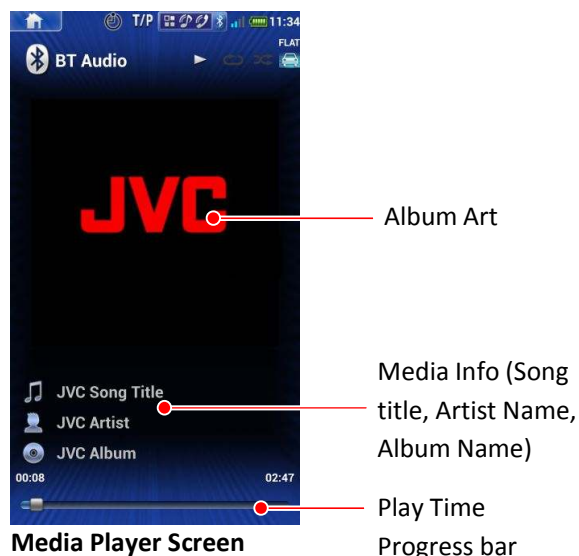 T/P 11:34
FLAT
BT Audio
JVC
Album Art
JVC Song Title
JVC Artist
JVC Album
Media Info (Song
title, Artist Name,
Album Name)
00:08 02:47
Play Time
Progress bar
Media Player Screen